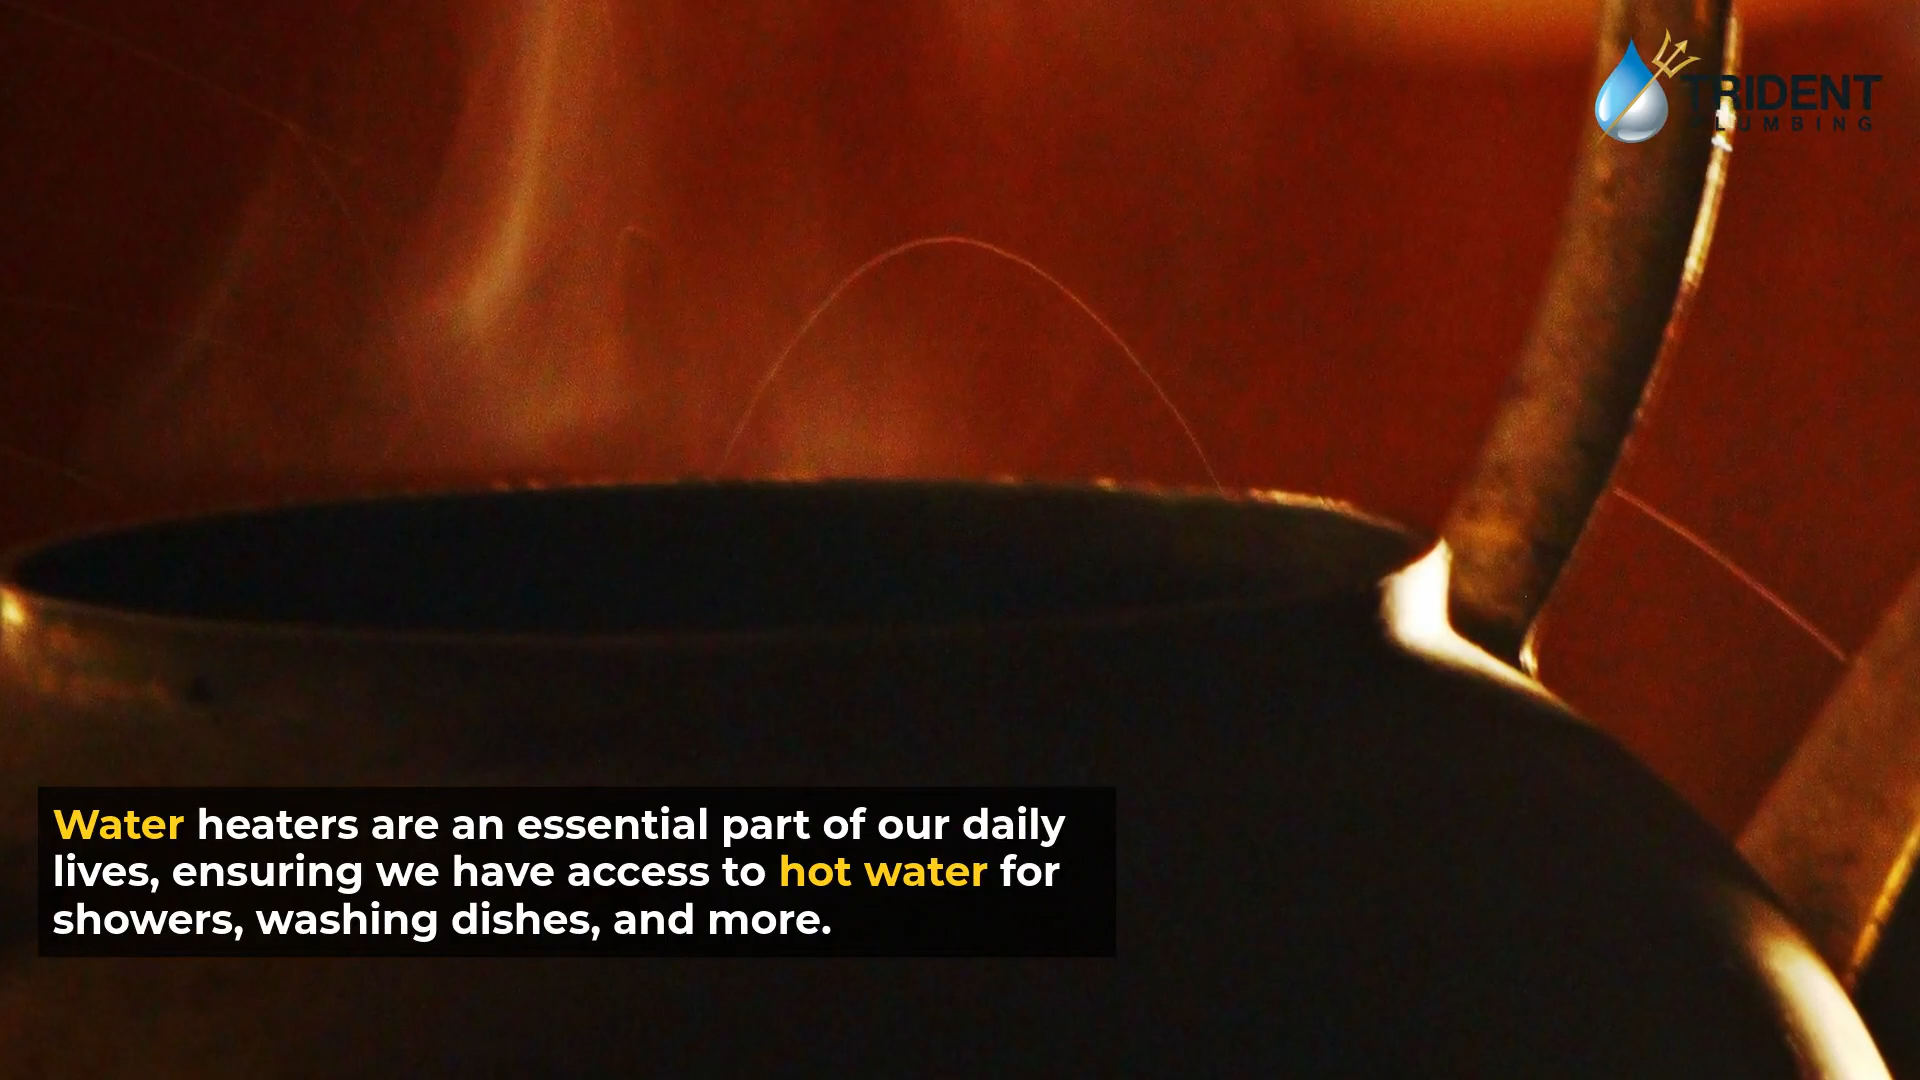 TRIDENT
PLUMBING
Water heaters are an essential part of our daily
lives, ensuring we have access to hot water for
showers, washing dishes, and more.